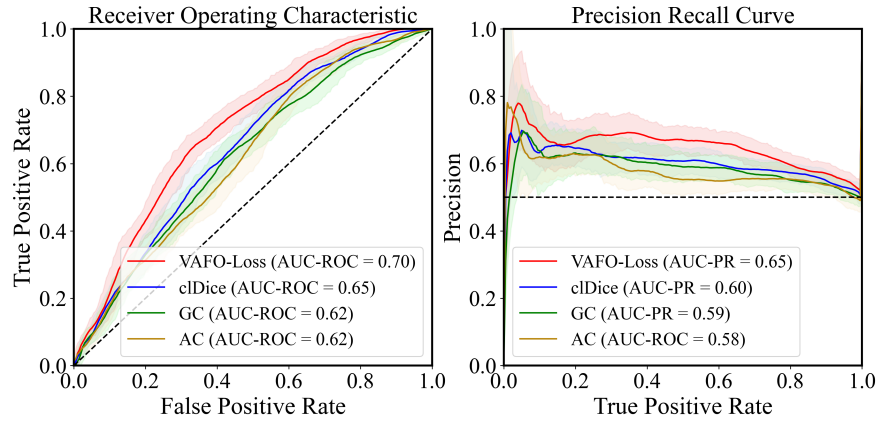 Receiver Operating Characteristic
1.0
0.8
0.6
0.4
0.2
0.0
True Positive Rate
VAFO-Loss (AUC-ROC = 0.70)
clDice (AUC-ROC = 0.65)
GC (AUC-ROC = 0.62)
AC (AUC-ROC = 0.62)
0.0 0.2 0.4 0.6 0.8 1.0
False Positive Rate
Precision Recall Curve
1.0
0.8
0.6
0.4
0.2
0.0
Precision
VAFO-Loss (AUC-PR = 0.65)
clDice (AUC-PR = 0.60)
GC (AUC-PR = 0.59)
AC (AUC-ROC = 0.58)
0.0 0.2 0.4 0.6 0.8 1.0
True Positive Rate